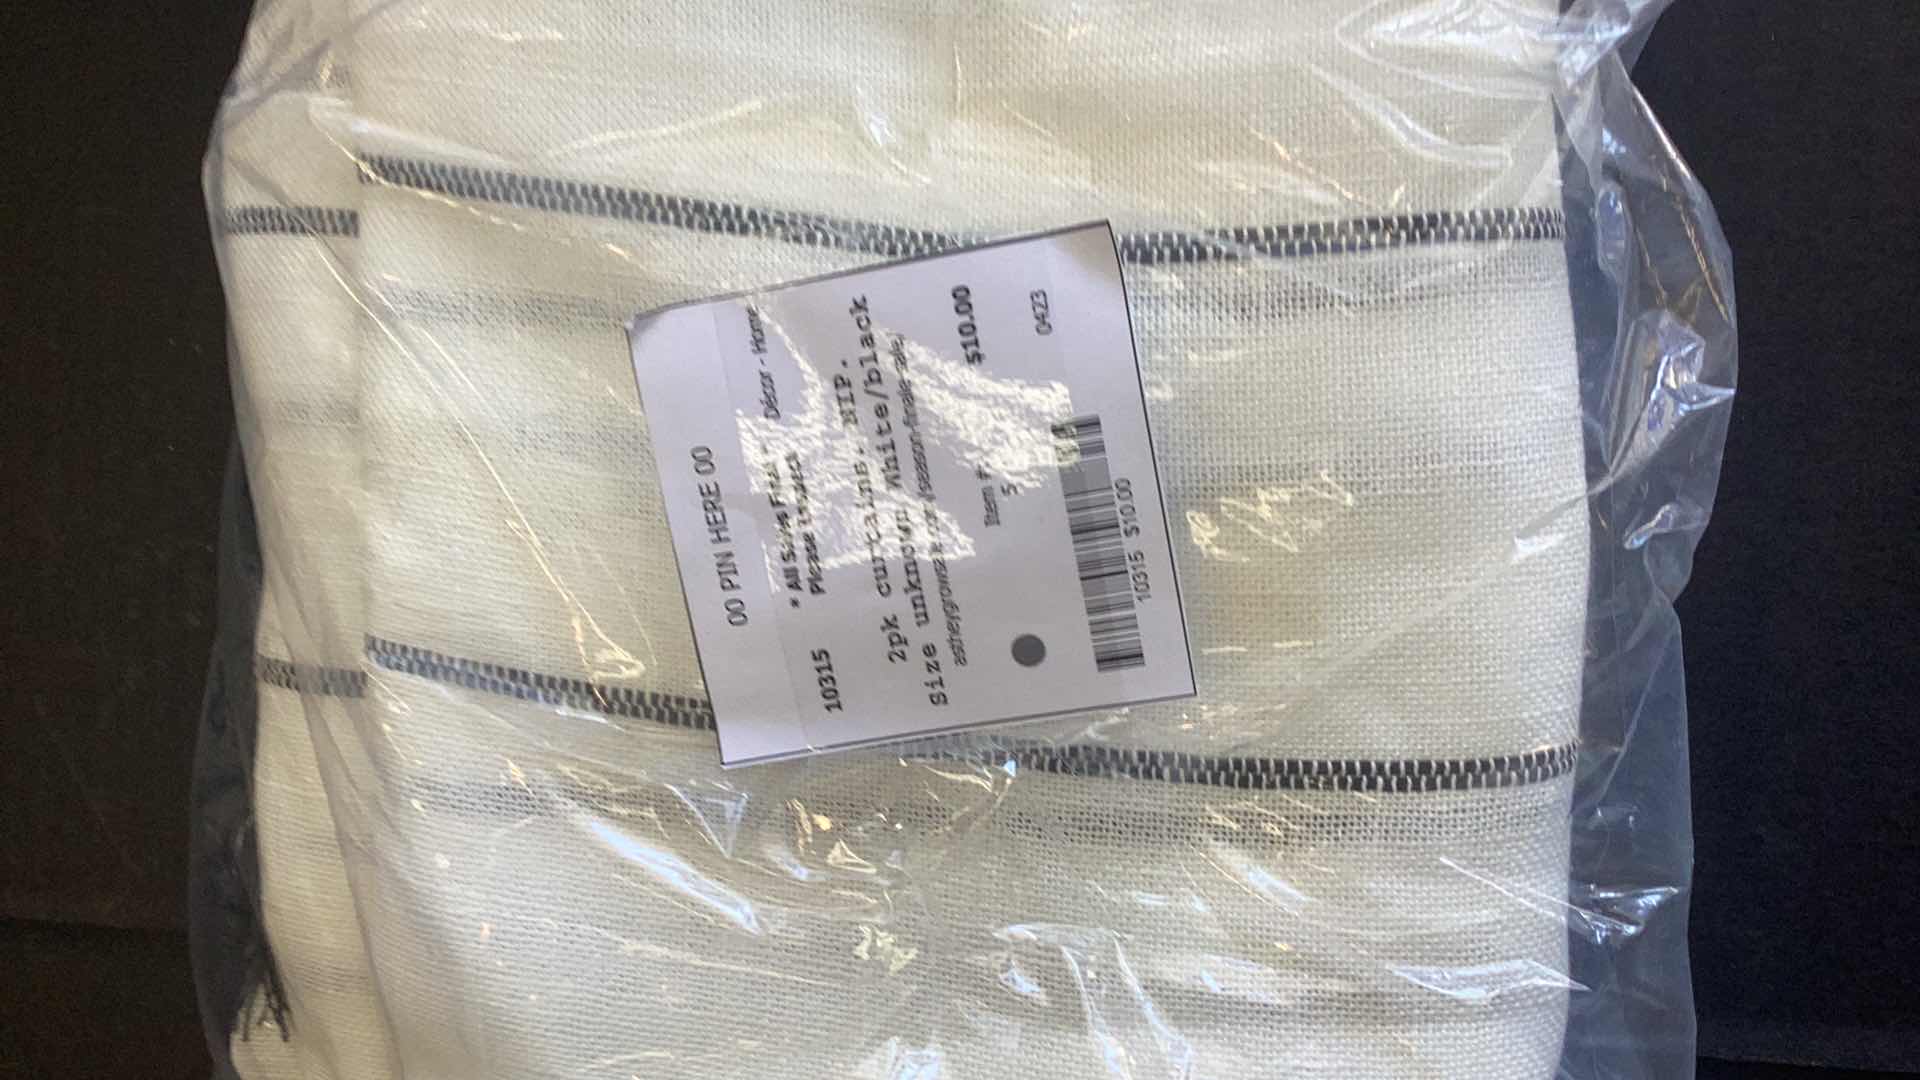 00 PIN HERE 00
* All Sales Final * Décor - Home
10315 Please Inspect
2pk curtains. NIP.
Size unknown White/black
Item #: $10.00
5
0423
10315 $10.00